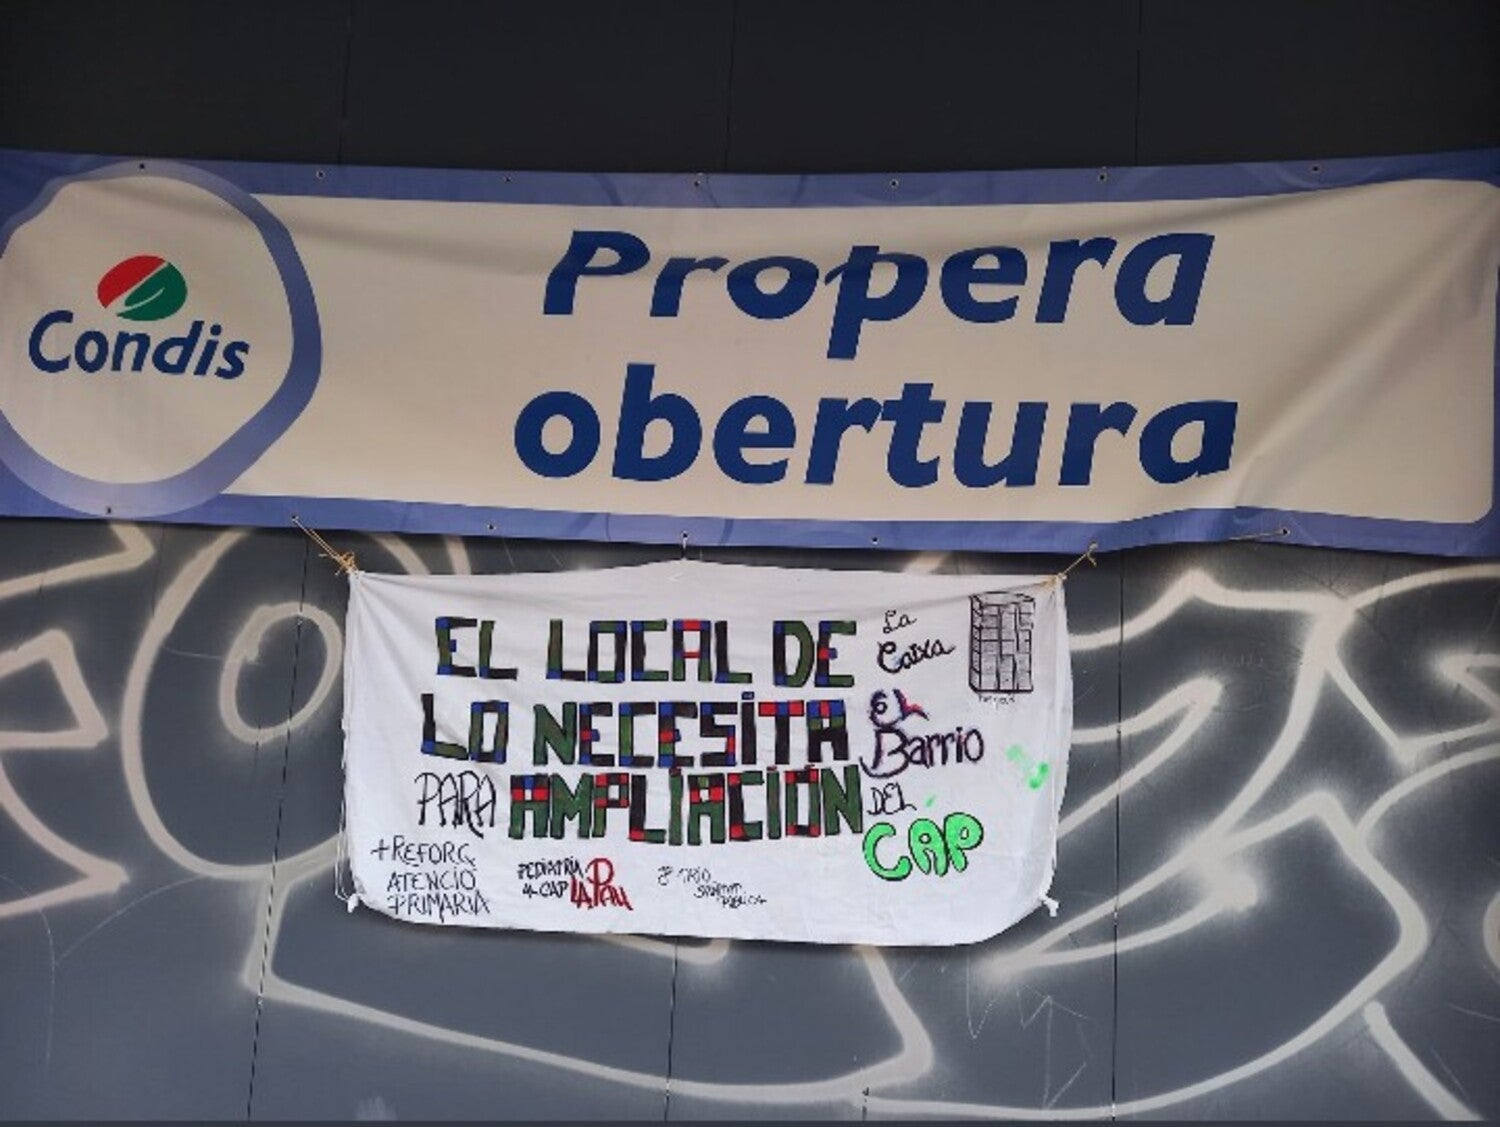 Condis
Propera
obertura
EL LOCAL DE La Caixa
LO NECESITA EL Barrio
PARA AMPLIACIÓN DEL CAP
+ REFORÇ
ATENCIÓ
PRIMARIA
PEDIATRIA
CAP LA PAU